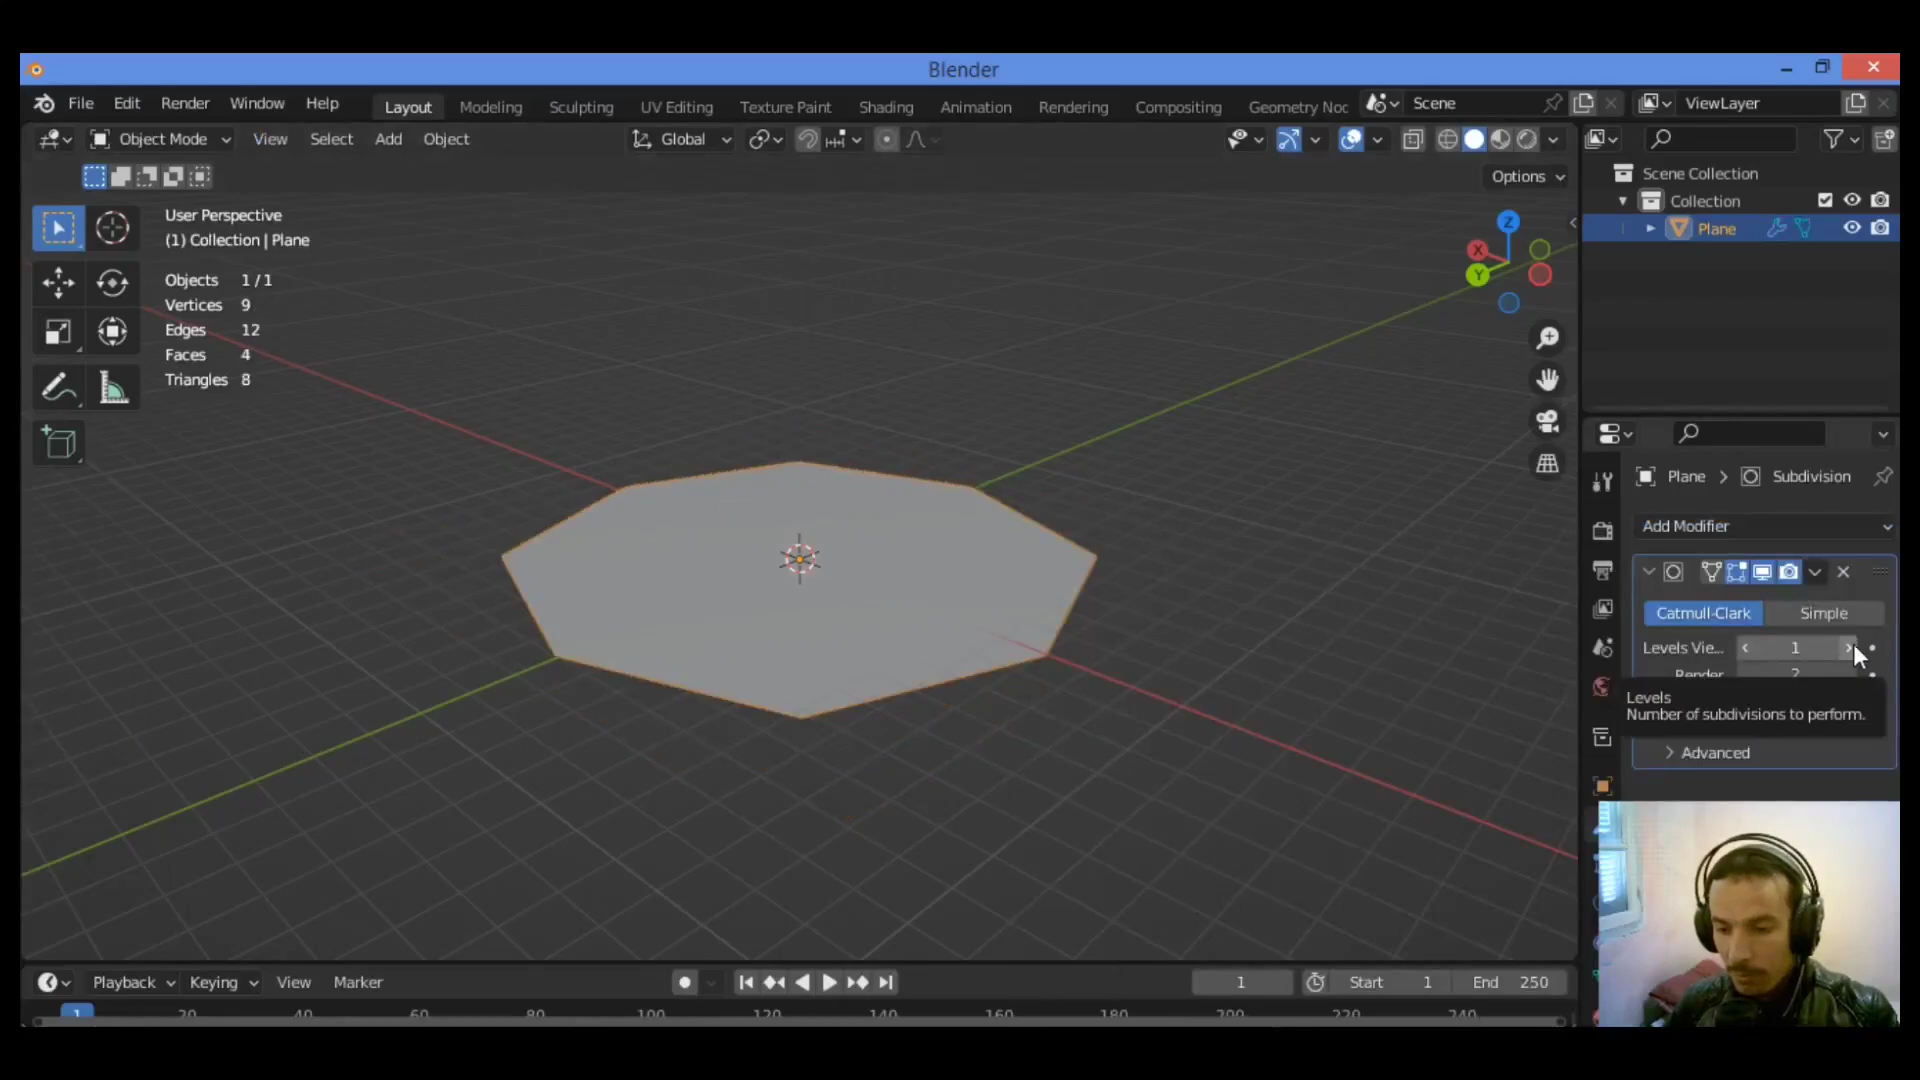 Blender
File Edit Render Window Help Layout Modeling Sculpting UV Editing Texture Paint Shading Animation Rendering Compositing Geometry Noc Scene ViewLayer
Object Mode View Select Add Object Global
Options
User Perspective
(1) Collection | Plane
Objects 1 / 1
Vertices 9
Edges 12
Faces 4
Triangles 8
Z
X
Y
Scene Collection
Collection
Plane
Plane > Subdivision
Add Modifier
Catmull-Clark Simple
Levels Vie... 1
Render 2
Levels
Number of subdivisions to perform.
Advanced
Playback Keying View Marker 1 Start 1 End 250
1 20 40 60 80 100 120 140 160 180 200 220 240